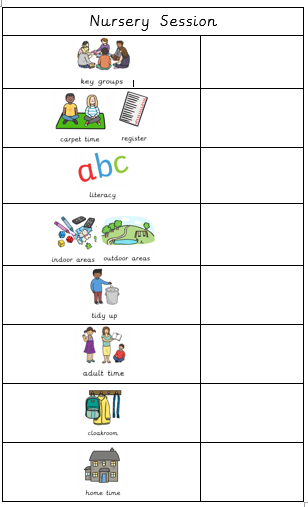 Nursery Session
key groups
carpet time register
abc
literacy
indoor areas outdoor areas
tidy up
adult time
cloakroom
home time